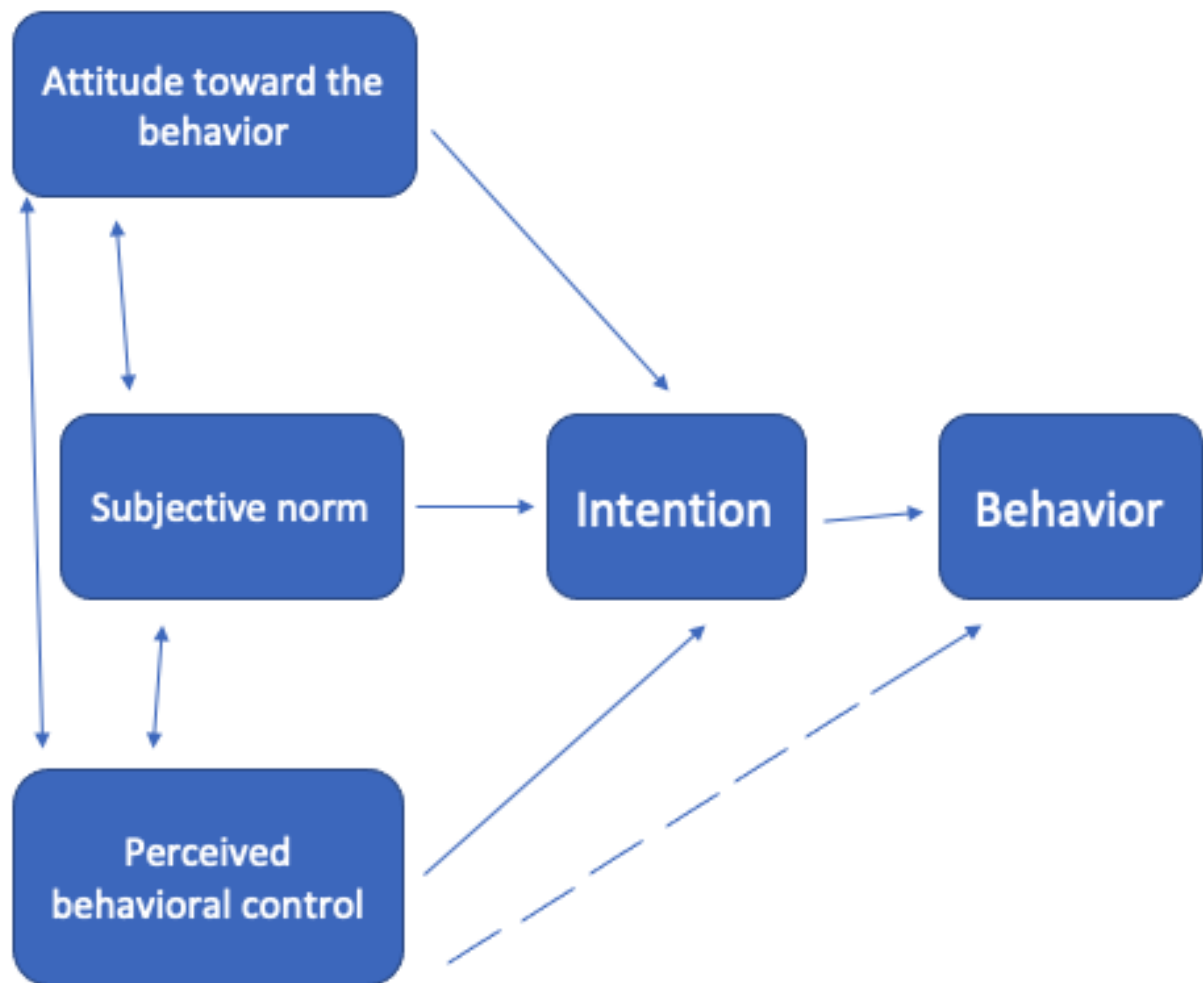 Attitude toward the
behavior
Subjective norm
Intention
Behavior
Perceived
behavioral control